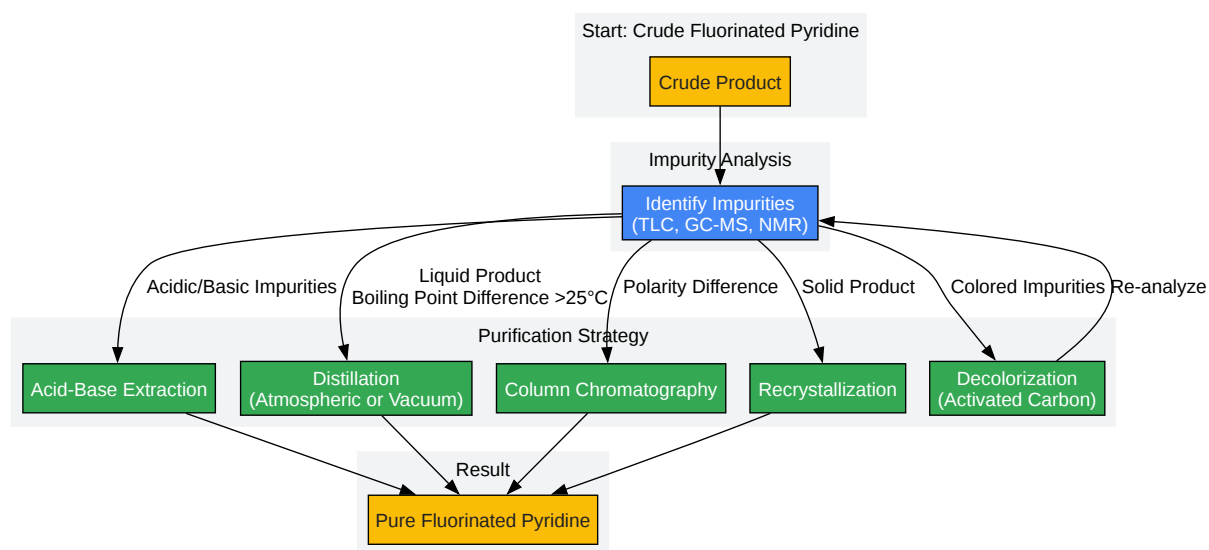 Start: Crude Fluorinated Pyridine
Crude Product
Impurity Analysis
Identify Impurities
(TLC, GC-MS, NMR)
Acidic/Basic Impurities
Liquid Product
Boiling Point Difference >25°C
Polarity Difference
Solid Product
Colored Impurities
Re-analyze
Purification Strategy
Acid-Base Extraction
Distillation
(Atmospheric or Vacuum)
Column Chromatography
Recrystallization
Decolorization
(Activated Carbon)
Result
Pure Fluorinated Pyridine